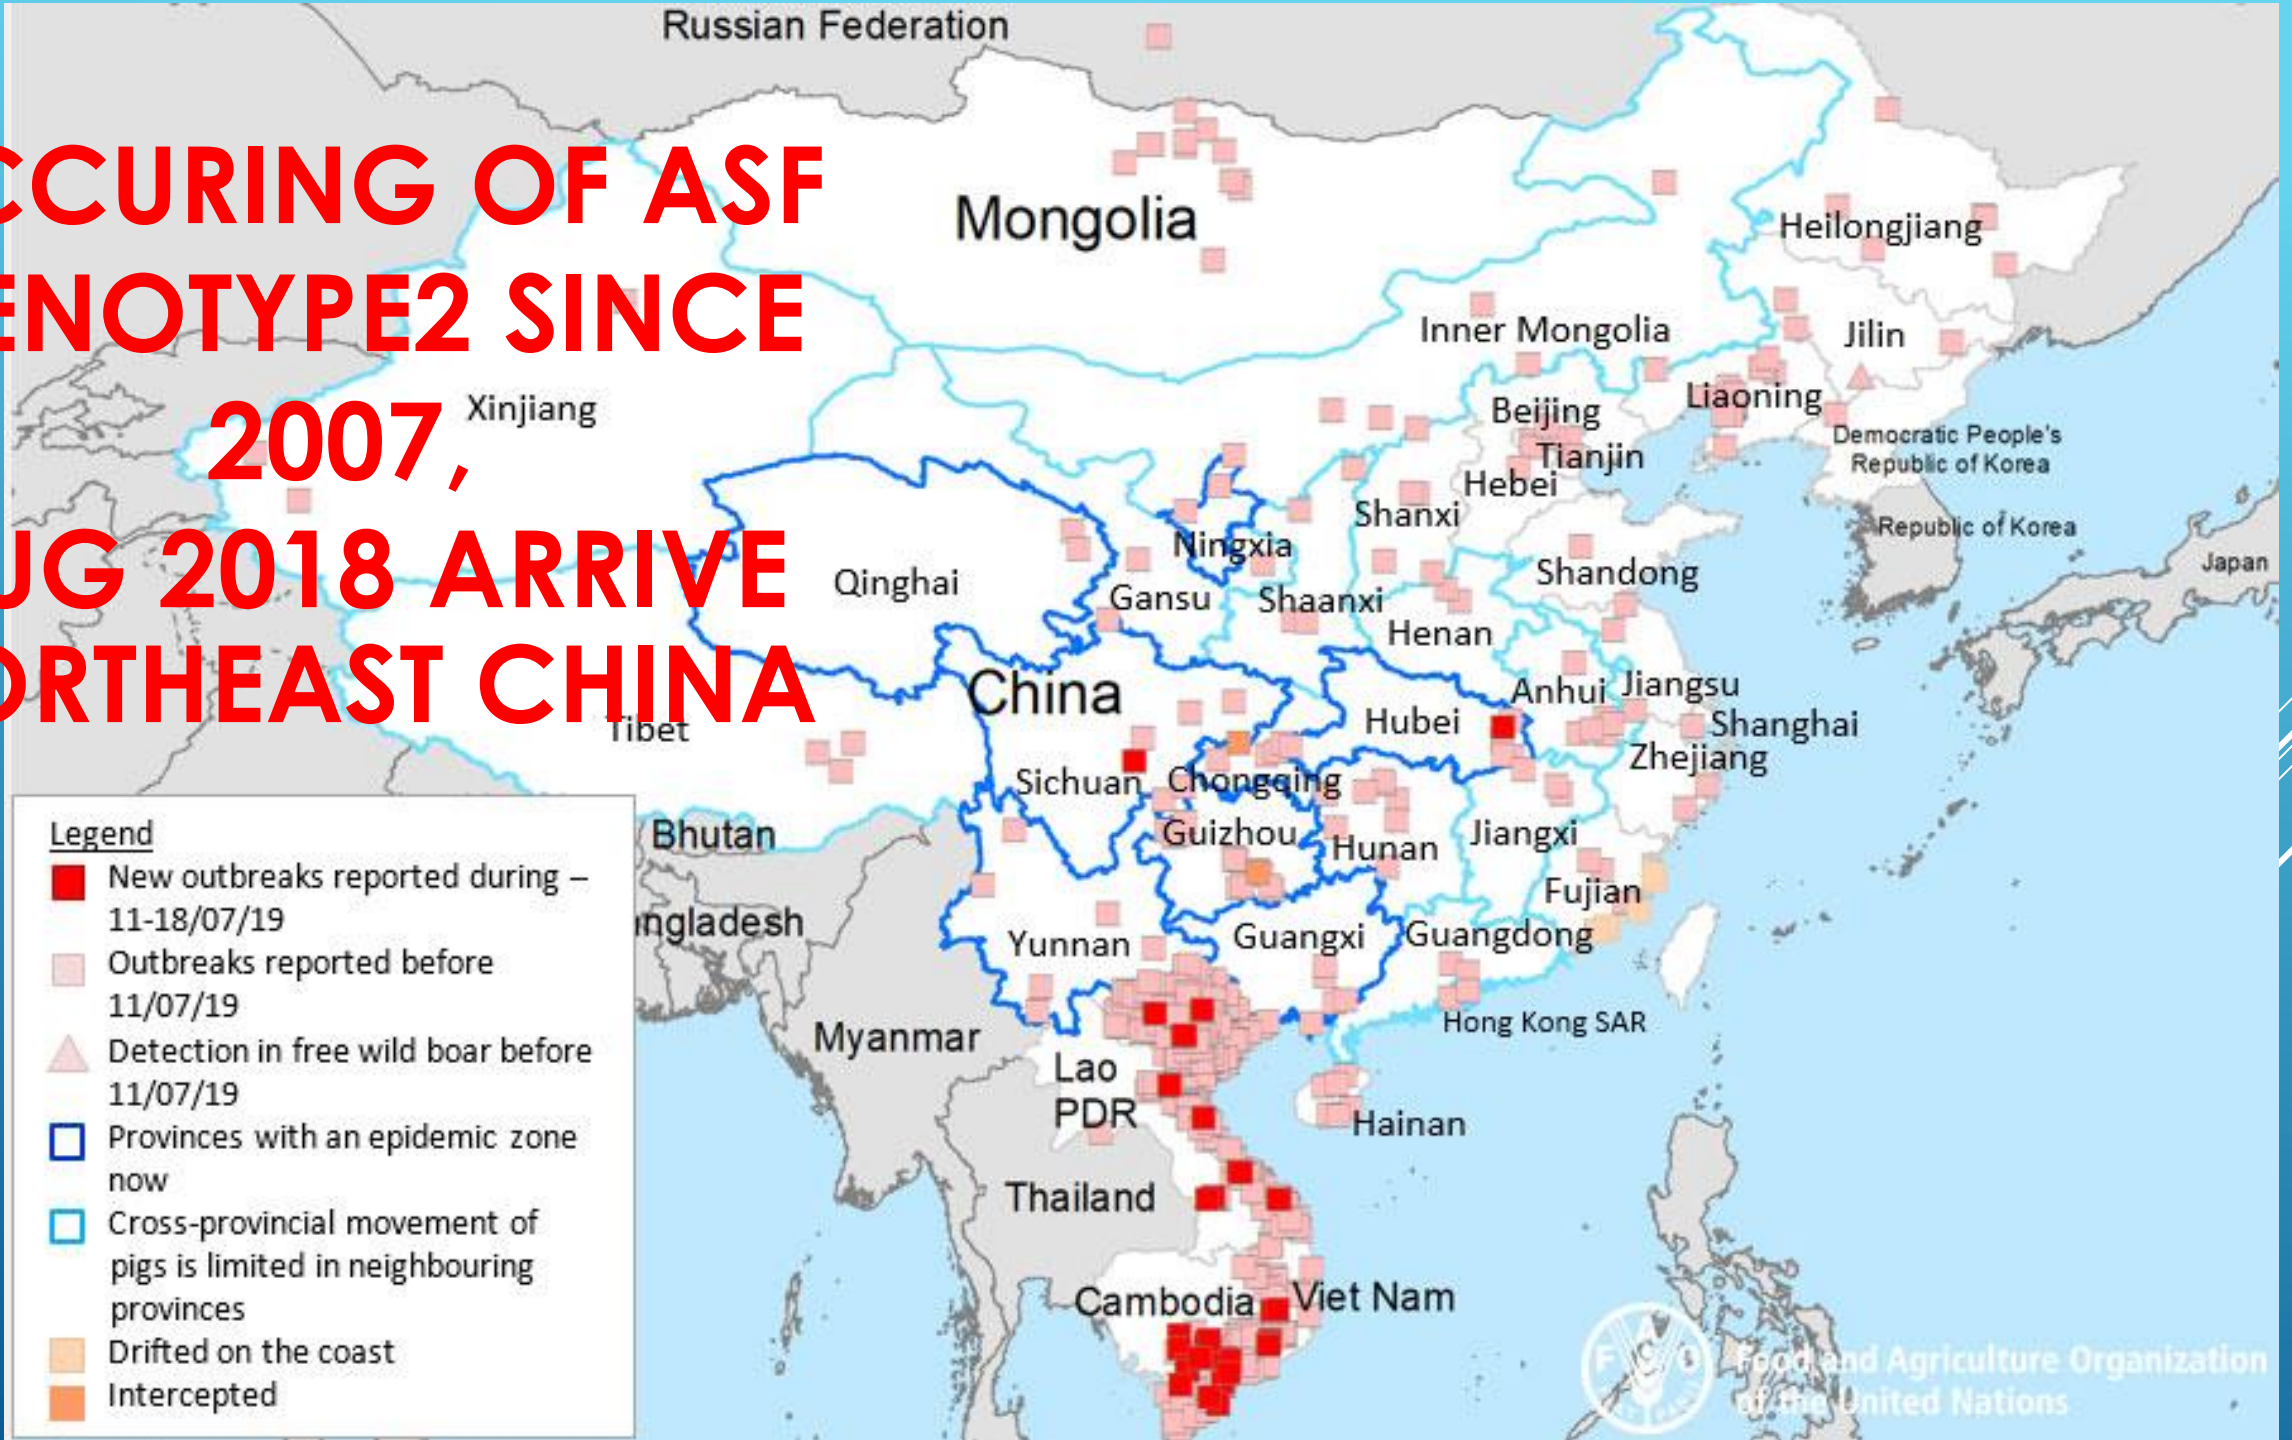 Russian Federation
CCURING OF ASF
ENOTYPE2 SINCE
2007,
UG 2018 ARRIVE
ORTHEAST CHINA
Mongolia
Heilongjiang
Inner Mongolia
Jilin
Xinjiang
Beijing
Liaoning
Tianjin
Democratic People's
Republic of Korea
Hebei
Shanxi
Republic of Korea
Ningxia
Japan
Qinghai
Gansu
Shaanxi
Shandong
Henan
China
Anhui
Jiangsu
Tibet
Hubei
Shanghai
Zhejiang
Sichuan
Chongqing
Bhutan
Guizhou
Hunan
Jiangxi
Fujian
ngladesh
Yunnan
Guangxi
Guangdong
Myanmar
Hong Kong SAR
Lao
PDR
Hainan
Thailand
Cambodia
Viet Nam
Legend
New outbreaks reported during –
11-18/07/19
Outbreaks reported before
11/07/19
Detection in free wild boar before
11/07/19
Provinces with an epidemic zone
now
Cross-provincial movement of
pigs is limited in neighbouring
provinces
Drifted on the coast
Intercepted
Food and Agriculture Organization
of the United Nations